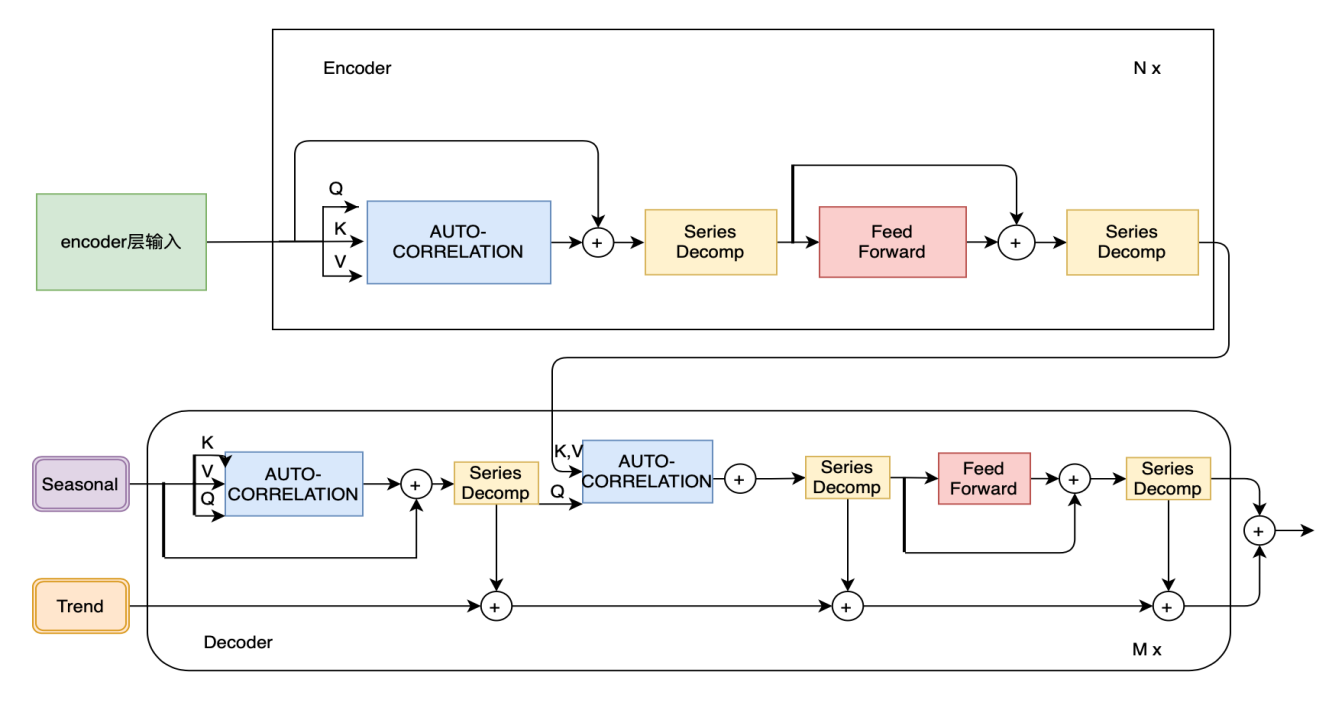 Encoder
N x
encoder层输入
Q
K
V
AUTO-
CORRELATION
+
Series
Decomp
Feed
Forward
+
Series
Decomp
Seasonal
K
V
Q
AUTO-
CORRELATION
+
Series
Decomp
K,V
Q
AUTO-
CORRELATION
+
Series
Decomp
Feed
Forward
+
Series
Decomp
+
Trend
+
+
+
Decoder
M x